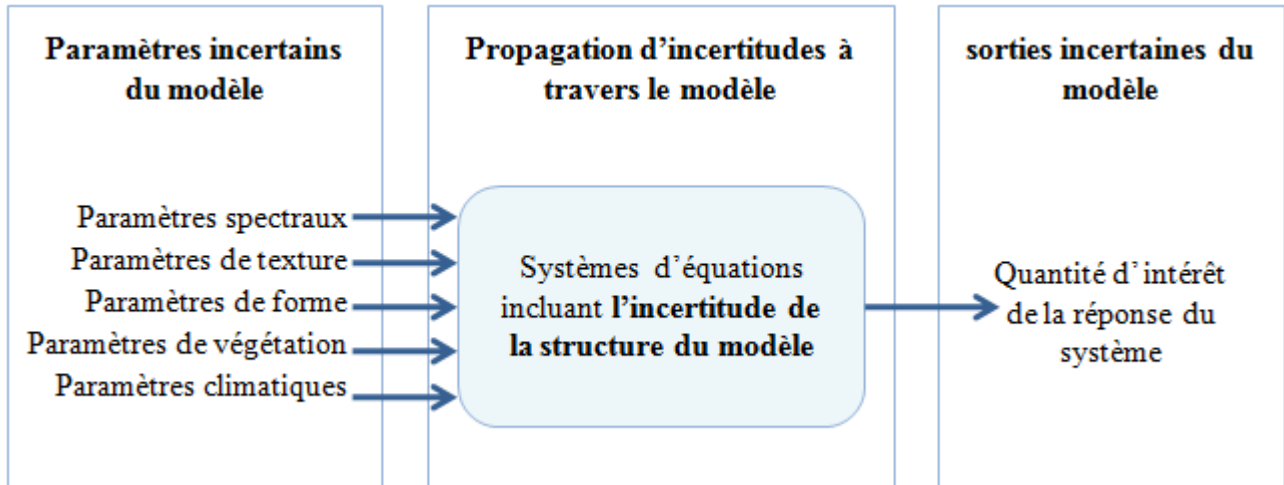 Paramètres incertains
du modèle
Paramètres spectraux
Paramètres de texture
Paramètres de forme
Paramètres de végétation
Paramètres climatiques
Propagation d'incertitudes à
travers le modèle
Systèmes d'équations
incluant l'incertitude de
la structure du modèle
sorties incertaines du
modèle
Quantité d'intérêt
de la réponse du
système